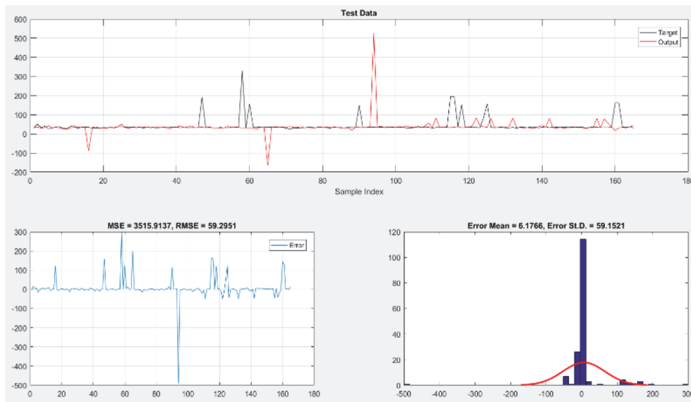 Test Data
600
500
400
300
200
100
0
-100
-200
Target
Output
0 20 40 60 80 100 120 140 160 180
Sample Index
MSE = 3515.9137, RMSE = 59.2951
300
200
100
0
-100
-200
-300
-400
-500
Error
0 20 40 60 80 100 120 140 160 180
Error Mean = 6.1766, Error St.D. = 59.1521
120
100
80
60
40
20
0
-500 -400 -300 -200 -100 0 100 200 300